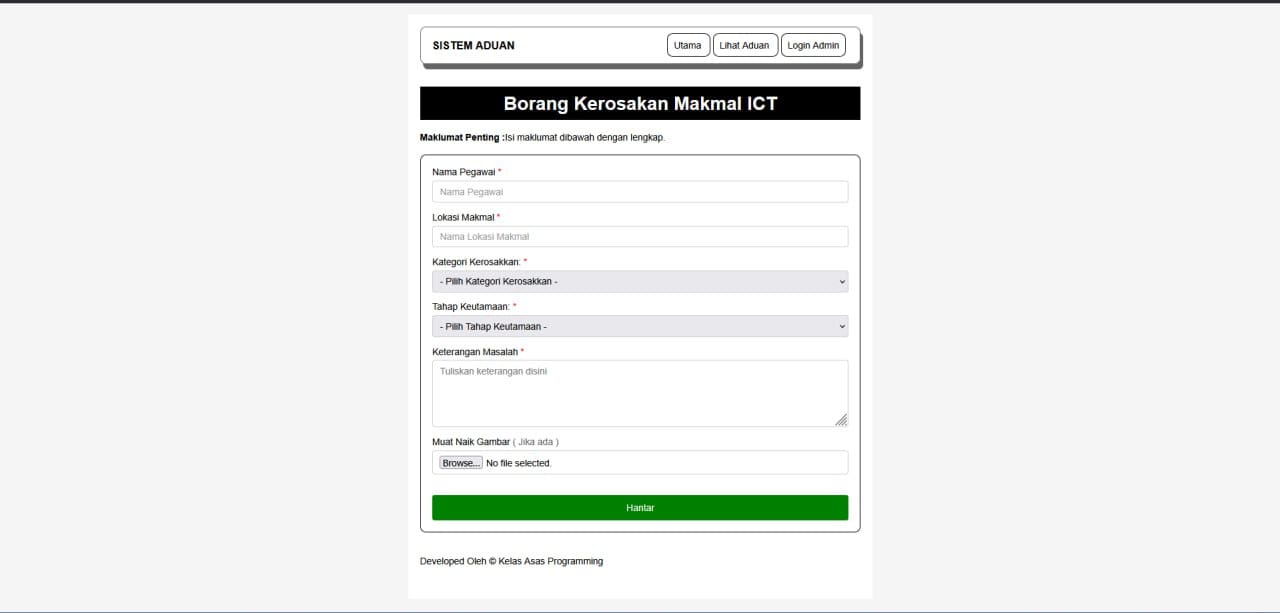 SISTEM ADUAN
Utama Lihat Aduan Login Admin
Borang Kerosakan Makmal ICT
Maklumat Penting :Isi maklumat dibawah dengan lengkap.
Nama Pegawai *
Nama Pegawai
Lokasi Makmal *
Nama Lokasi Makmal
Kategori Kerosakkan: *
- Pilih Kategori Kerosakkan -
Tahap Keutamaan: *
- Pilih Tahap Keutamaan -
Keterangan Masalah *
Tuliskan keterangan disini
Muat Naik Gambar ( Jika ada )
Browse... No file selected.
Hantar
Developed Oleh © Kelas Asas Programming